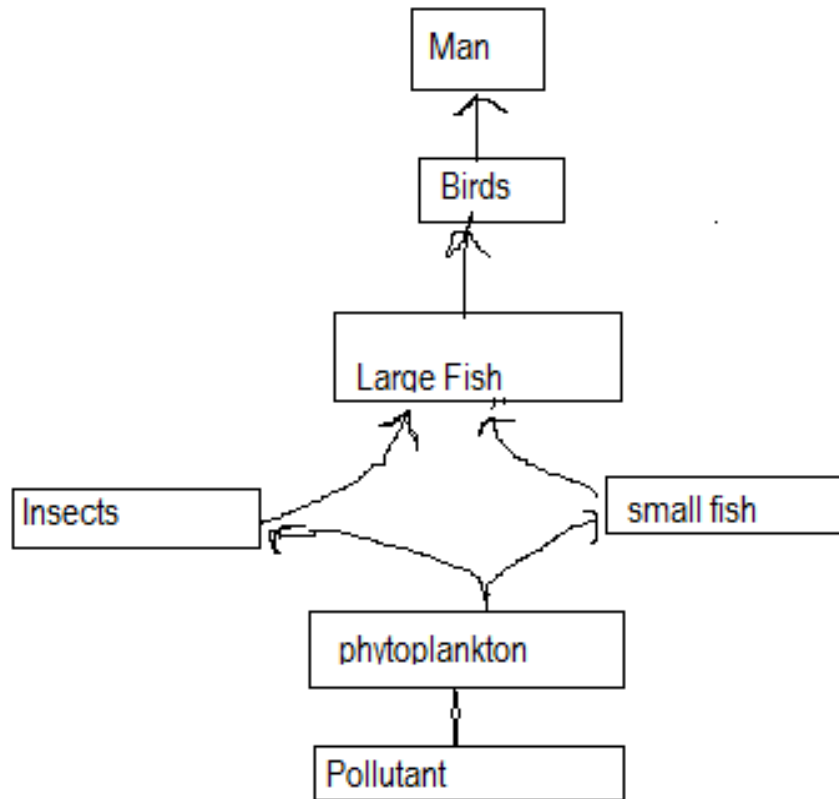 Man
Birds
Large Fish
Insects
small fish
phytoplankton
Pollutant